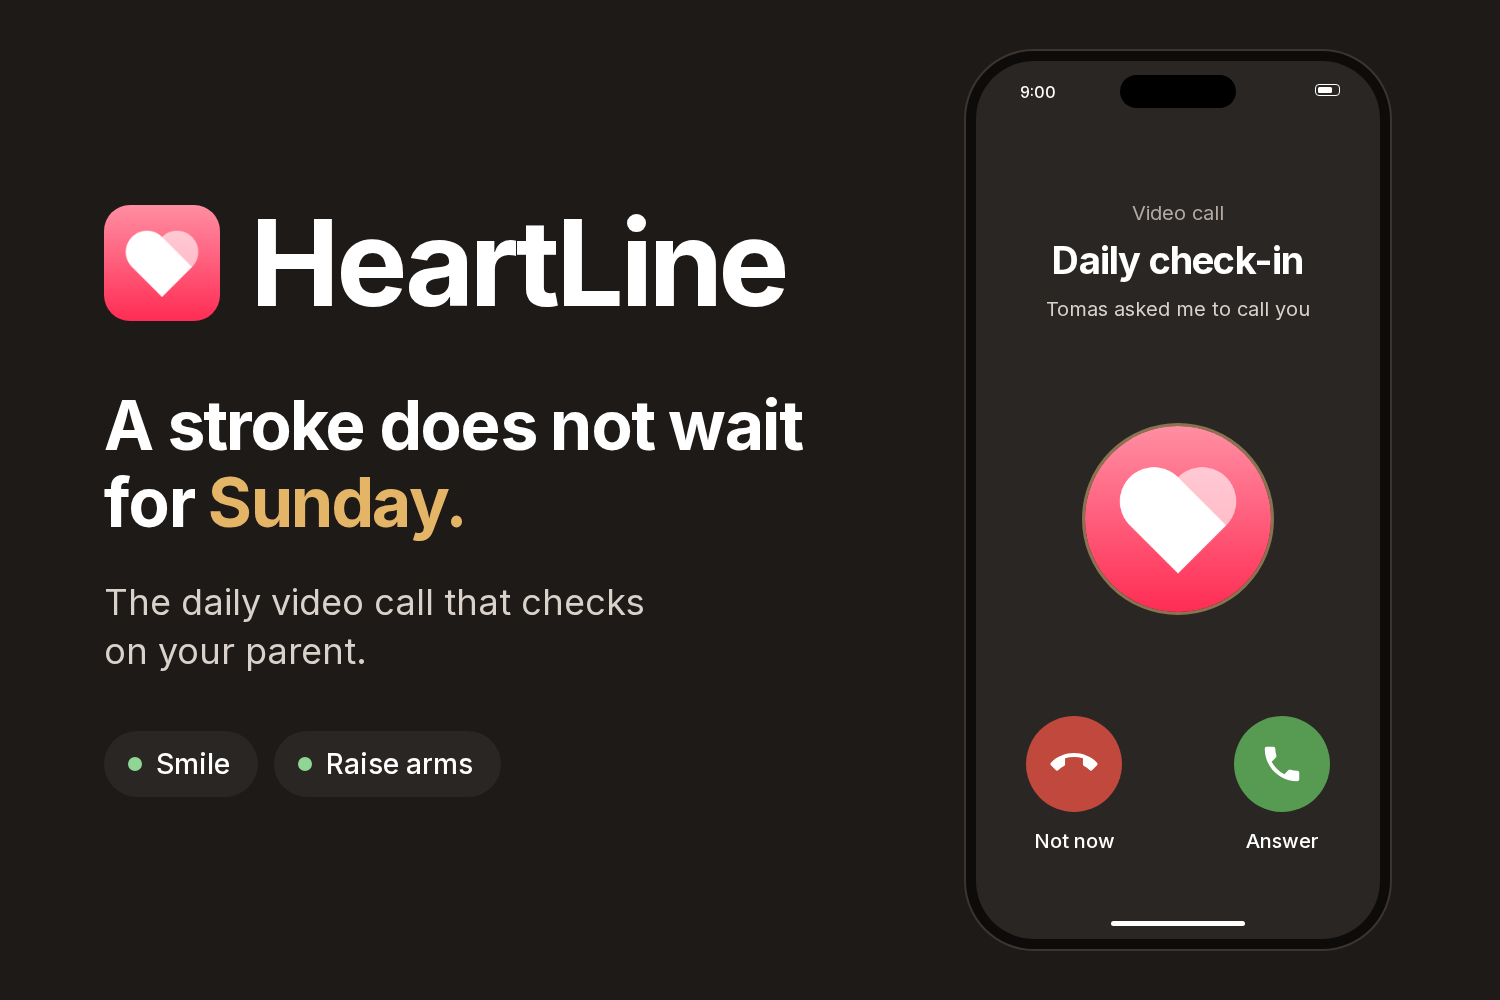 HeartLine
A stroke does not wait
for Sunday.
The daily video call that checks
on your parent.
Smile
Raise arms
9:00
Video call
Daily check-in
Tomas asked me to call you
Not now
Answer